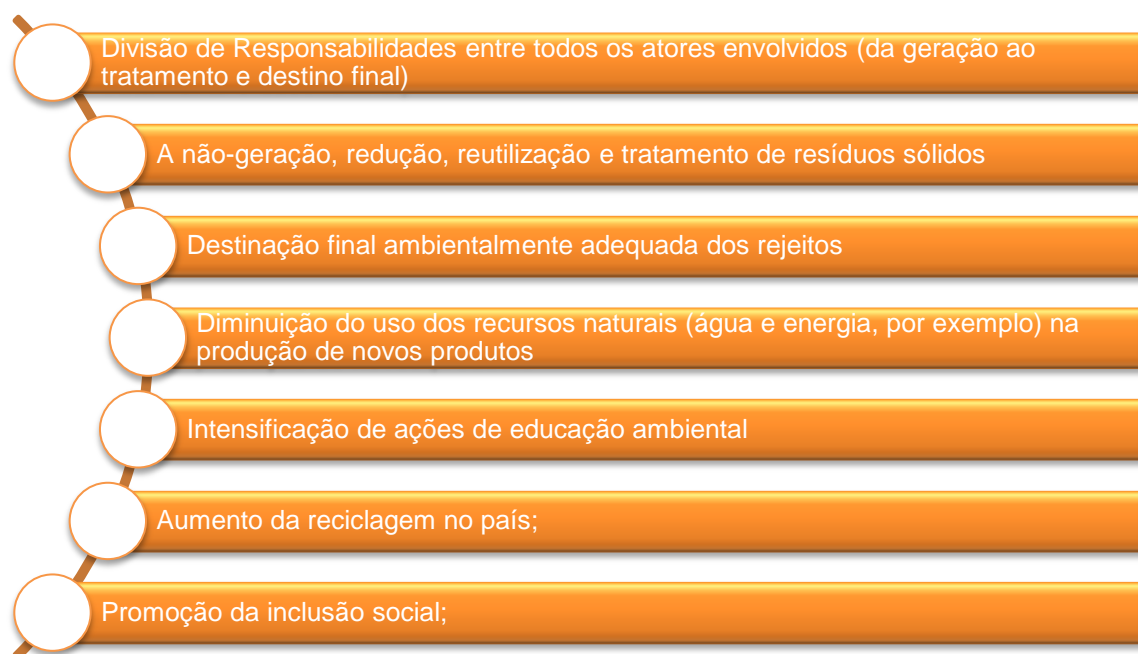 Divisão de Responsabilidades entre todos os atores envolvidos (da geração ao
tratamento e destino final)
A não-geração, redução, reutilização e tratamento de resíduos sólidos
Destinação final ambientalmente adequada dos rejeitos
Diminuição do uso dos recursos naturais (água e energia, por exemplo) na
produção de novos produtos
Intensificação de ações de educação ambiental
Aumento da reciclagem no país;
Promoção da inclusão social;